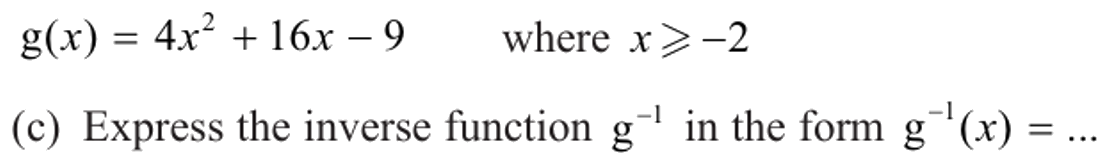 g(x) = 4x² + 16x – 9 where x ⩾ –2
(c) Express the inverse function g⁻¹ in the form g⁻¹(x) = ...